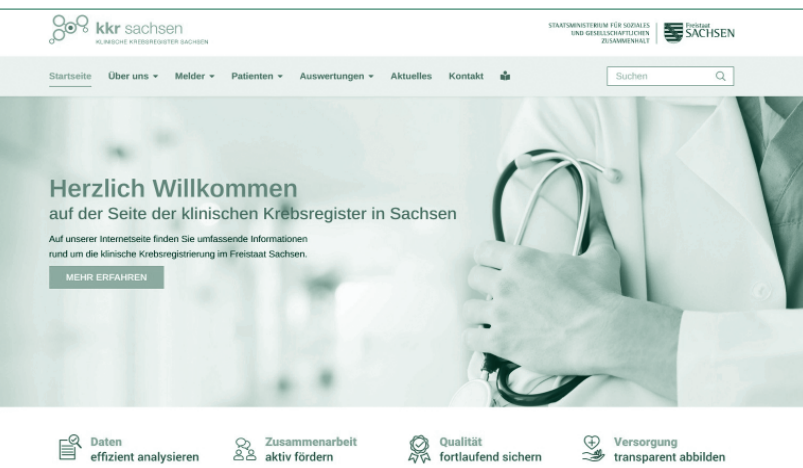 kkr sachsen
KLINISCHE KREBSREGISTER SACHSEN
STAATSMINISTERIUM FÜR SOZIALES
UND GESELLSCHAFTLICHEN
ZUSAMMENHALT
Freistaat
SACHSEN
Startseite Über uns Melder Patienten Auswertungen Aktuelles Kontakt Suchen
Herzlich Willkommen
auf der Seite der klinischen Krebsregister in Sachsen
Auf unserer Internetseite finden Sie umfassende Informationen
rund um die klinische Krebsregistrierung im Freistaat Sachsen.
MEHR ERFAHREN
Daten
effizient analysieren
Zusammenarbeit
aktiv fördern
Qualität
fortlaufend sichern
Versorgung
transparent abbilden